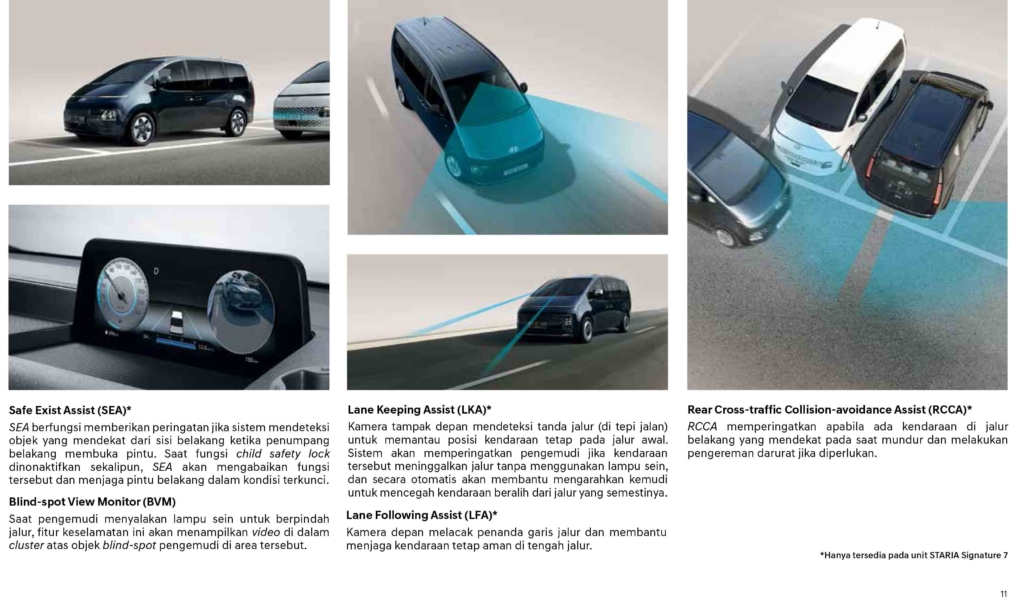 Safe Exist Assist (SEA)*
SEA berfungsi memberikan peringatan jika sistem mendeteksi
objek yang mendekat dari sisi belakang ketika penumpang
belakang membuka pintu. Saat fungsi child safety lock
dinonaktifkan sekalipun, SEA akan mengabaikan fungsi
tersebut dan menjaga pintu belakang dalam kondisi terkunci.
Blind-spot View Monitor (BVM)
Saat pengemudi menyalakan lampu sein untuk berpindah
jalur, fitur keselamatan ini akan menampilkan video di dalam
cluster atas objek blind-spot pengemudi di area tersebut.
Lane Keeping Assist (LKA)*
Kamera tampak depan mendeteksi tanda jalur (di tepi jalan)
untuk memantau posisi kendaraan tetap pada jalur awal.
Sistem akan memperingatkan pengemudi jika kendaraan
tersebut meninggalkan jalur tanpa menggunakan lampu sein,
dan secara otomatis akan membantu mengarahkan kemudi
untuk mencegah kendaraan beralih dari jalur yang semestinya.
Lane Following Assist (LFA)*
Kamera depan melacak penanda garis jalur dan membantu
menjaga kendaraan tetap aman di tengah jalur.
Rear Cross-traffic Collision-avoidance Assist (RCCA)*
RCCA memperingatkan apabila ada kendaraan di jalur
belakang yang mendekat pada saat mundur dan melakukan
pengereman darurat jika diperlukan.
*Hanya tersedia pada unit STARIA Signature 7
11